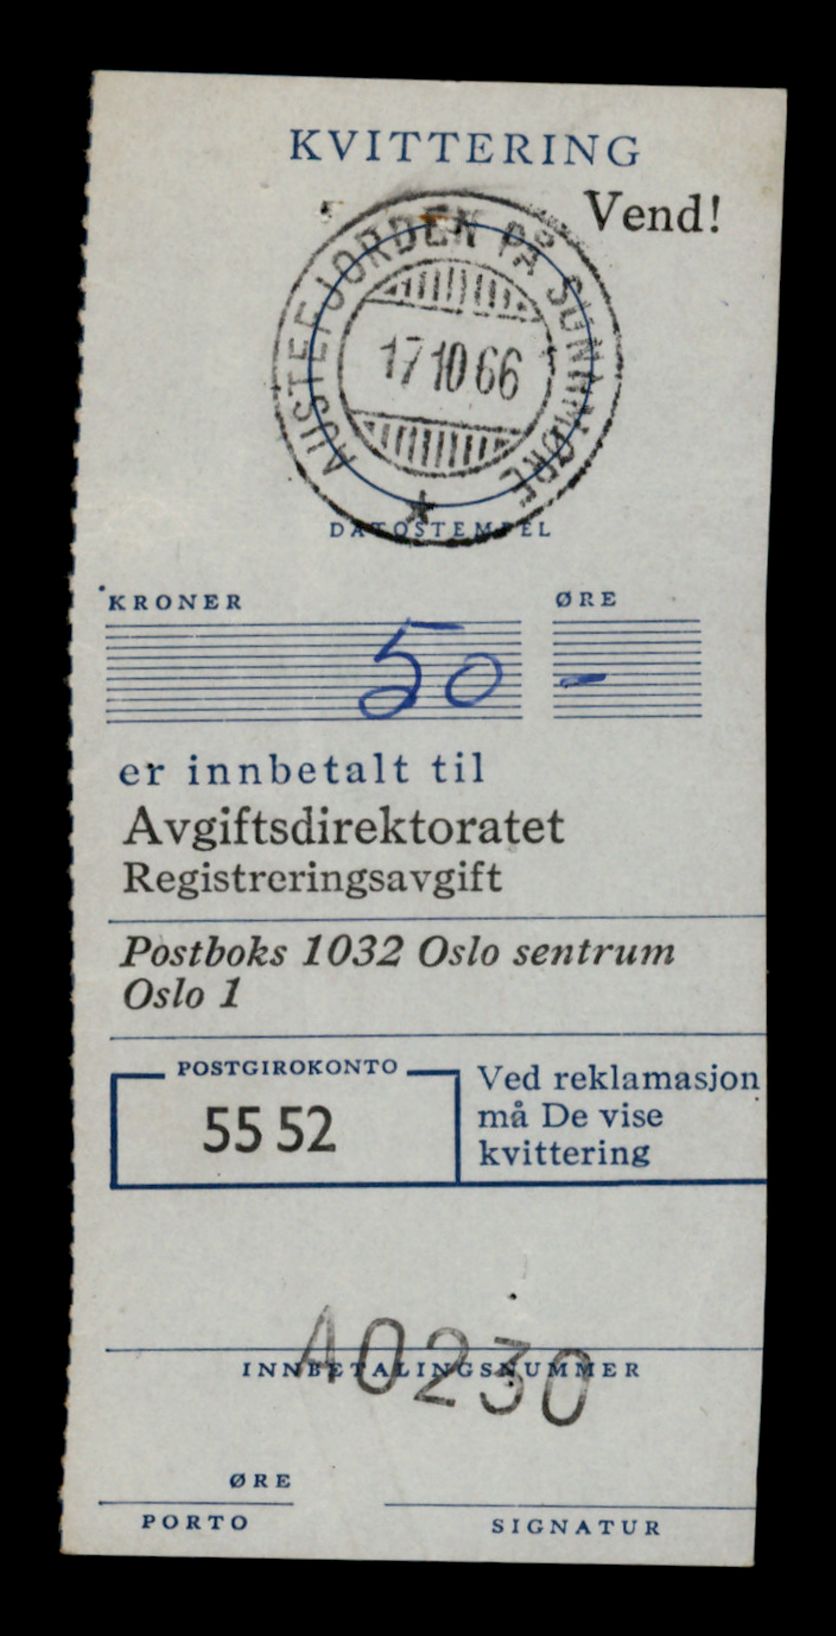 KVITTERING
Vend!
AUSTEFJORDEN PÅ SUNNMØRE
17 10 66
DATOSTEMPEL
KRONER ØRE
50 -
er innbetalt til
Avgiftsdirektoratet
Registreringsavgift
Postboks 1032 Oslo sentrum
Oslo 1
POSTGIROKONTO
55 52
Ved reklamasjon
må De vise
kvittering
A0230
INNBETALINGSNUMMER
ØRE
PORTO
SIGNATUR